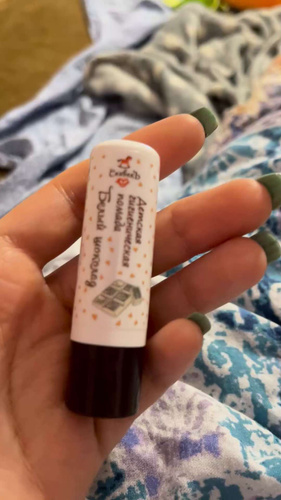 Детская
гигиеническая
помада
Белый шоколад